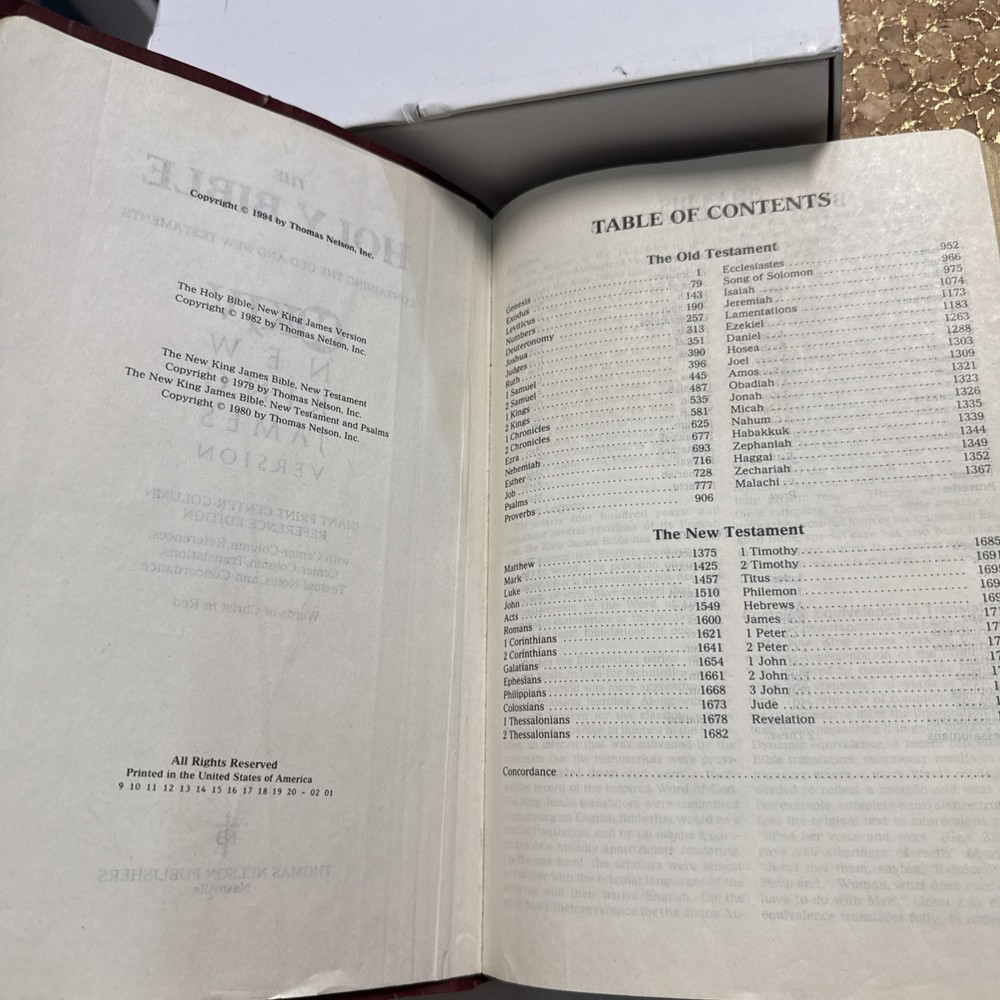 Copyright © 1994 by Thomas Nelson, Inc.
The Holy Bible, New King James Version
Copyright © 1982 by Thomas Nelson, Inc.
The New King James Bible, New Testament
Copyright © 1979 by Thomas Nelson, Inc.
The New King James Bible, New Testament and Psalms
Copyright © 1980 by Thomas Nelson, Inc.
All Rights Reserved
Printed in the United States of America
9 10 11 12 13 14 15 16 17 18 19 20 - 02 01
TABLE OF CONTENTS
The Old Testament
Genesis 1
Exodus 79
Leviticus 143
Numbers 190
Deuteronomy 257
Joshua 313
Judges 351
Ruth 390
1 Samuel 396
2 Samuel 445
1 Kings 487
2 Kings 535
1 Chronicles 581
2 Chronicles 625
Ezra 677
Nehemiah 693
Esther 716
Job 728
Psalms 777
Proverbs 906
Ecclesiastes 952
Song of Solomon 966
Isaiah 975
Jeremiah 1074
Lamentations 1173
Ezekiel 1183
Daniel 1263
Hosea 1288
Joel 1303
Amos 1309
Obadiah 1321
Jonah 1323
Micah 1326
Nahum 1335
Habakkuk 1339
Zephaniah 1344
Haggai 1349
Zechariah 1352
Malachi 1367
The New Testament
Matthew 1375
Mark 1425
Luke 1457
John 1510
Acts 1549
Romans 1600
1 Corinthians 1621
2 Corinthians 1641
Galatians 1654
Ephesians 1661
Philippians 1668
Colossians 1673
1 Thessalonians 1678
2 Thessalonians 1682
1 Timothy 1685
2 Timothy 1691
Titus
Philemon
Hebrews
James
1 Peter
2 Peter
1 John
2 John
3 John
Jude
Revelation
Concordance